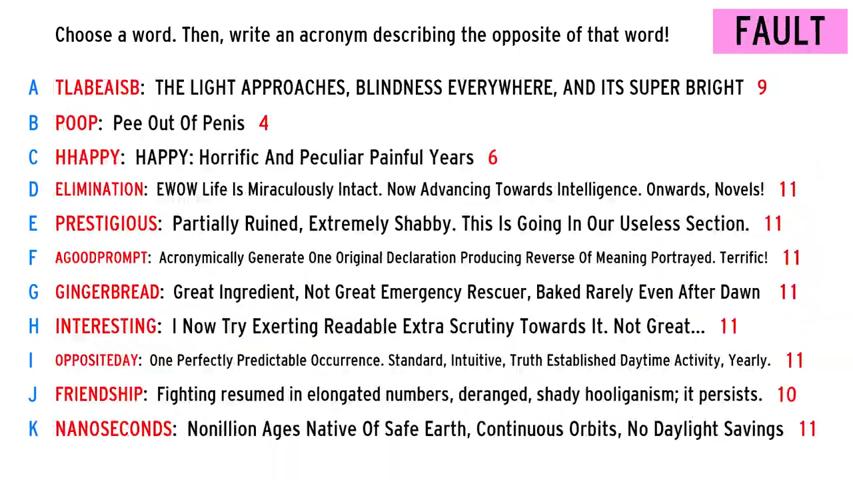 Choose a word. Then, write an acronym describing the opposite of that word!
FAULT
A TLABEAISB: THE LIGHT APPROACHES, BLINDNESS EVERYWHERE, AND ITS SUPER BRIGHT 9
B POOP: Pee Out Of Penis 4
C HHAPPY: HAPPY: Horrific And Peculiar Painful Years 6
D ELIMINATION: EWOW Life Is Miraculously Intact. Now Advancing Towards Intelligence. Onwards, Novels! 11
E PRESTIGIOUS: Partially Ruined, Extremely Shabby. This Is Going In Our Useless Section. 11
F AGOODPROMPT: Acronymically Generate One Original Declaration Producing Reverse Of Meaning Portrayed. Terrific! 11
G GINGERBREAD: Great Ingredient, Not Great Emergency Rescuer, Baked Rarely Even After Dawn 11
H INTERESTING: I Now Try Exerting Readable Extra Scrutiny Towards It. Not Great... 11
I OPPOSITEDAY: One Perfectly Predictable Occurrence. Standard, Intuitive, Truth Established Daytime Activity, Yearly. 11
J FRIENDSHIP: Fighting resumed in elongated numbers, deranged, shady hooliganism; it persists. 10
K NANOSECONDS: Nonillion Ages Native Of Safe Earth, Continuous Orbits, No Daylight Savings 11